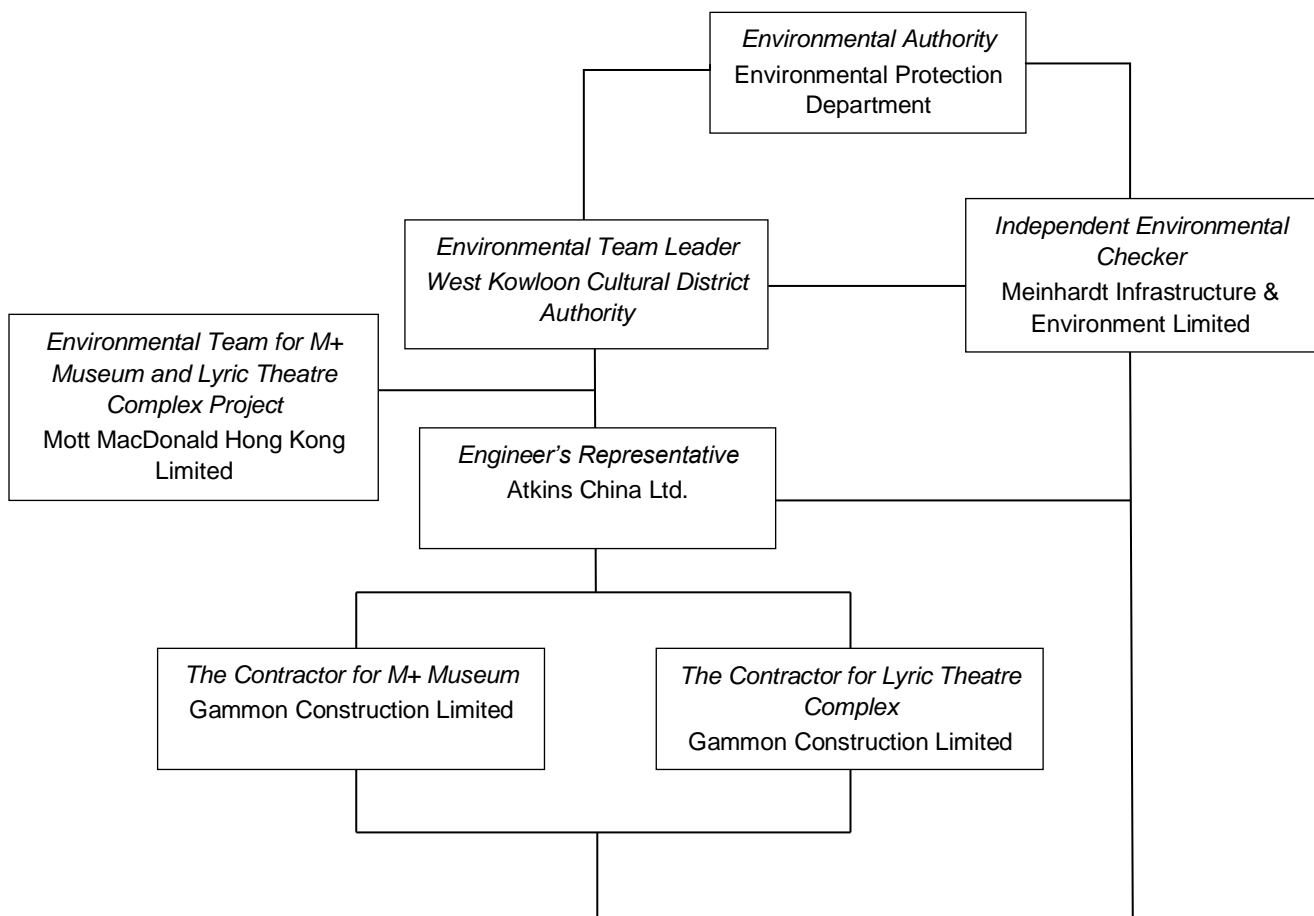 Environmental Authority
Environmental Protection
Department
Environmental Team Leader
West Kowloon Cultural District
Authority
Independent Environmental
Checker
Meinhardt Infrastructure &
Environment Limited
Environmental Team for M+
Museum and Lyric Theatre
Complex Project
Mott MacDonald Hong Kong
Limited
Engineer's Representative
Atkins China Ltd.
The Contractor for M+ Museum
Gammon Construction Limited
The Contractor for Lyric Theatre
Complex
Gammon Construction Limited